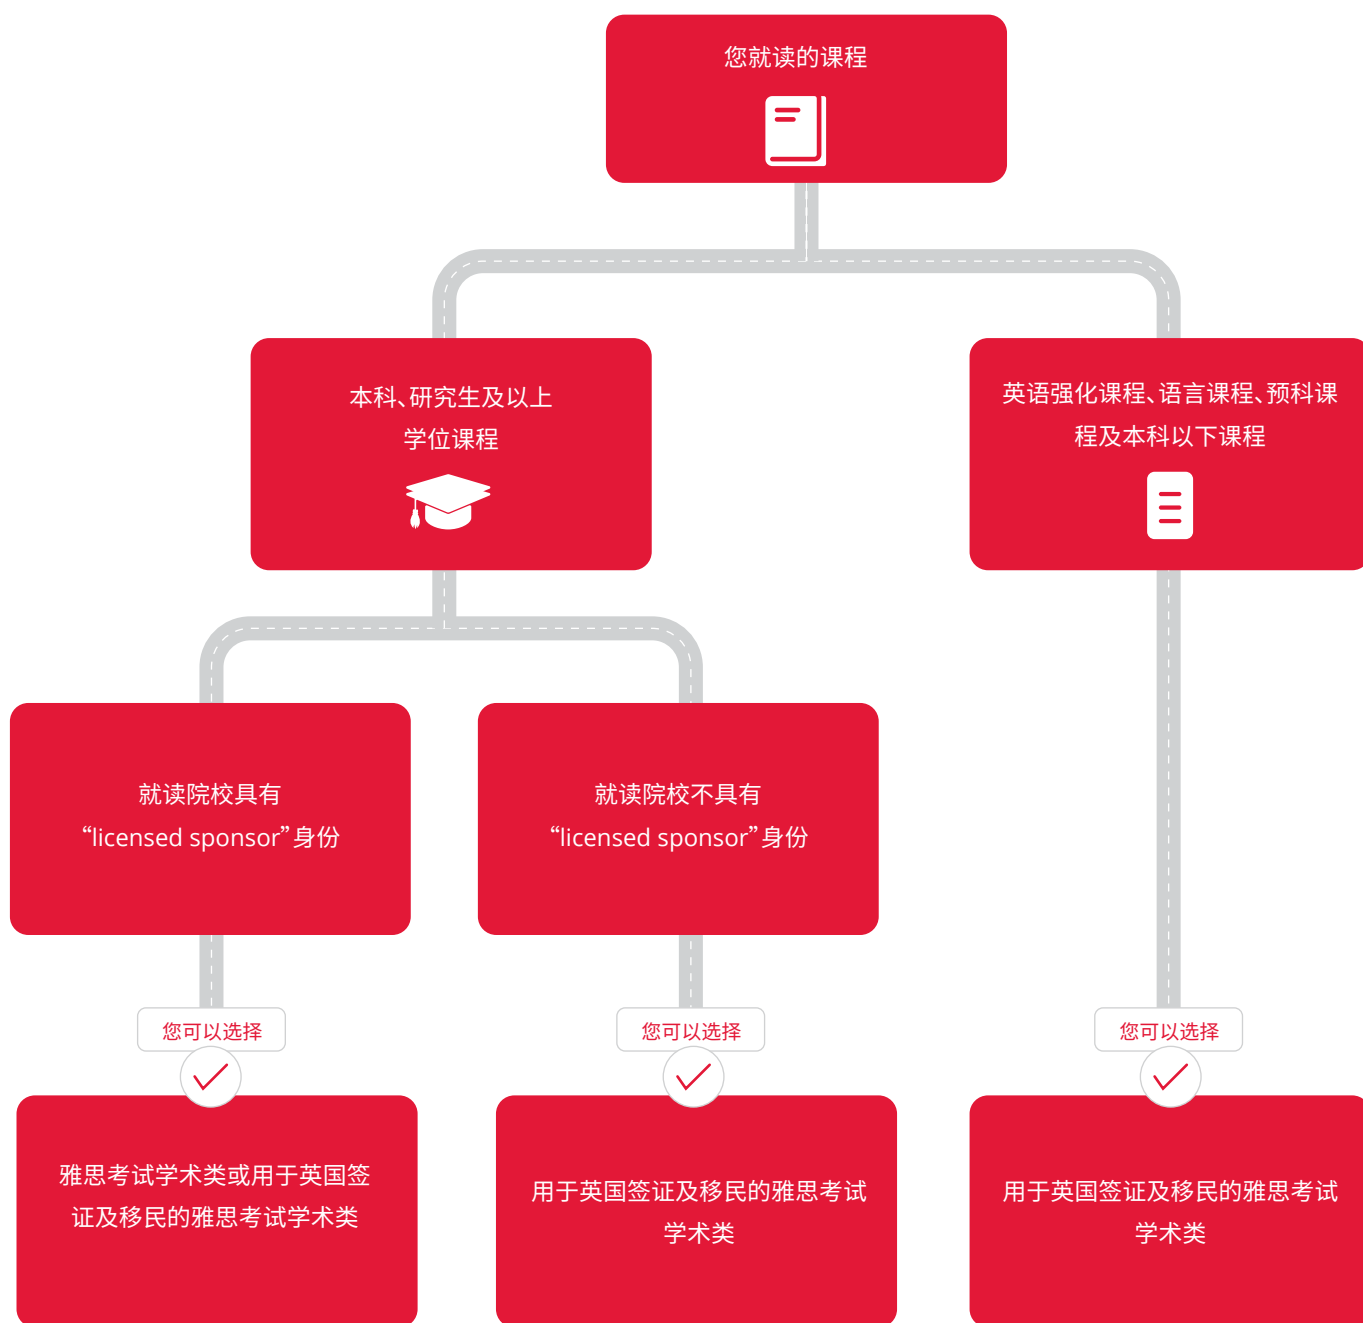 您就读的课程
本科、研究生及以上
学位课程
英语强化课程、语言课程、预科课
程及本科以下课程
就读院校具有
“licensed sponsor”身份
就读院校不具有
“licensed sponsor”身份
您可以选择
您可以选择
您可以选择
雅思考试学术类或用于英国签
证及移民的雅思考试学术类
用于英国签证及移民的雅思考试
学术类
用于英国签证及移民的雅思考试
学术类